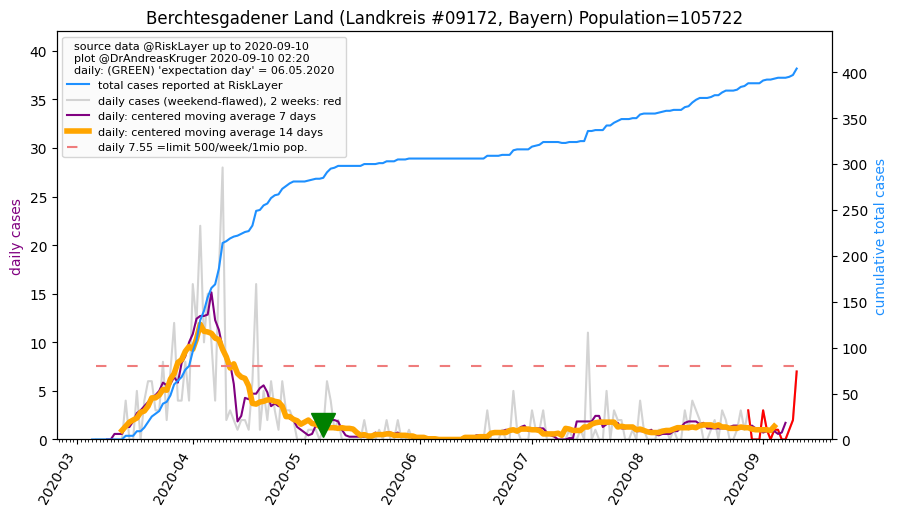 Berchtesgadener Land (Landkreis #09172, Bayern) Population=105722
source data @RiskLayer up to 2020-09-10
plot @DrAndreasKruger 2020-09-10 02:20
daily: (GREEN) 'expectation day' = 06.05.2020
total cases reported at RiskLayer
daily cases (weekend-flawed), 2 weeks: red
daily: centered moving average 7 days
daily: centered moving average 14 days
daily 7.55 =limit 500/week/1mio pop.
daily cases
40
35
30
25
20
15
10
5
0
cumulative total cases
400
350
300
250
200
150
100
50
0
2020-03
2020-04
2020-05
2020-06
2020-07
2020-08
2020-09